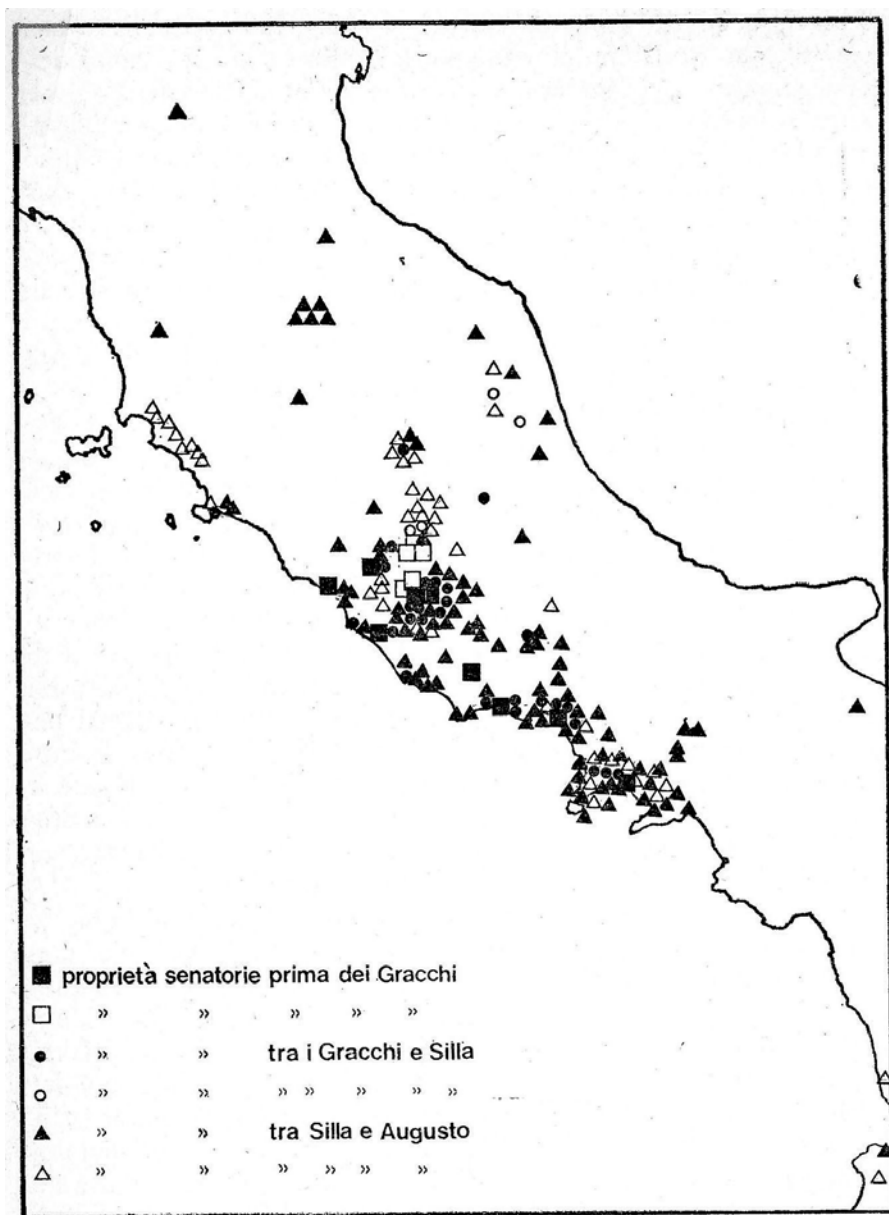 proprietà senatorie prima dei Gracchi
» » » » »
» » tra i Gracchi e Silla
» » » » » » »
» » tra Silla e Augusto
» » » » » »